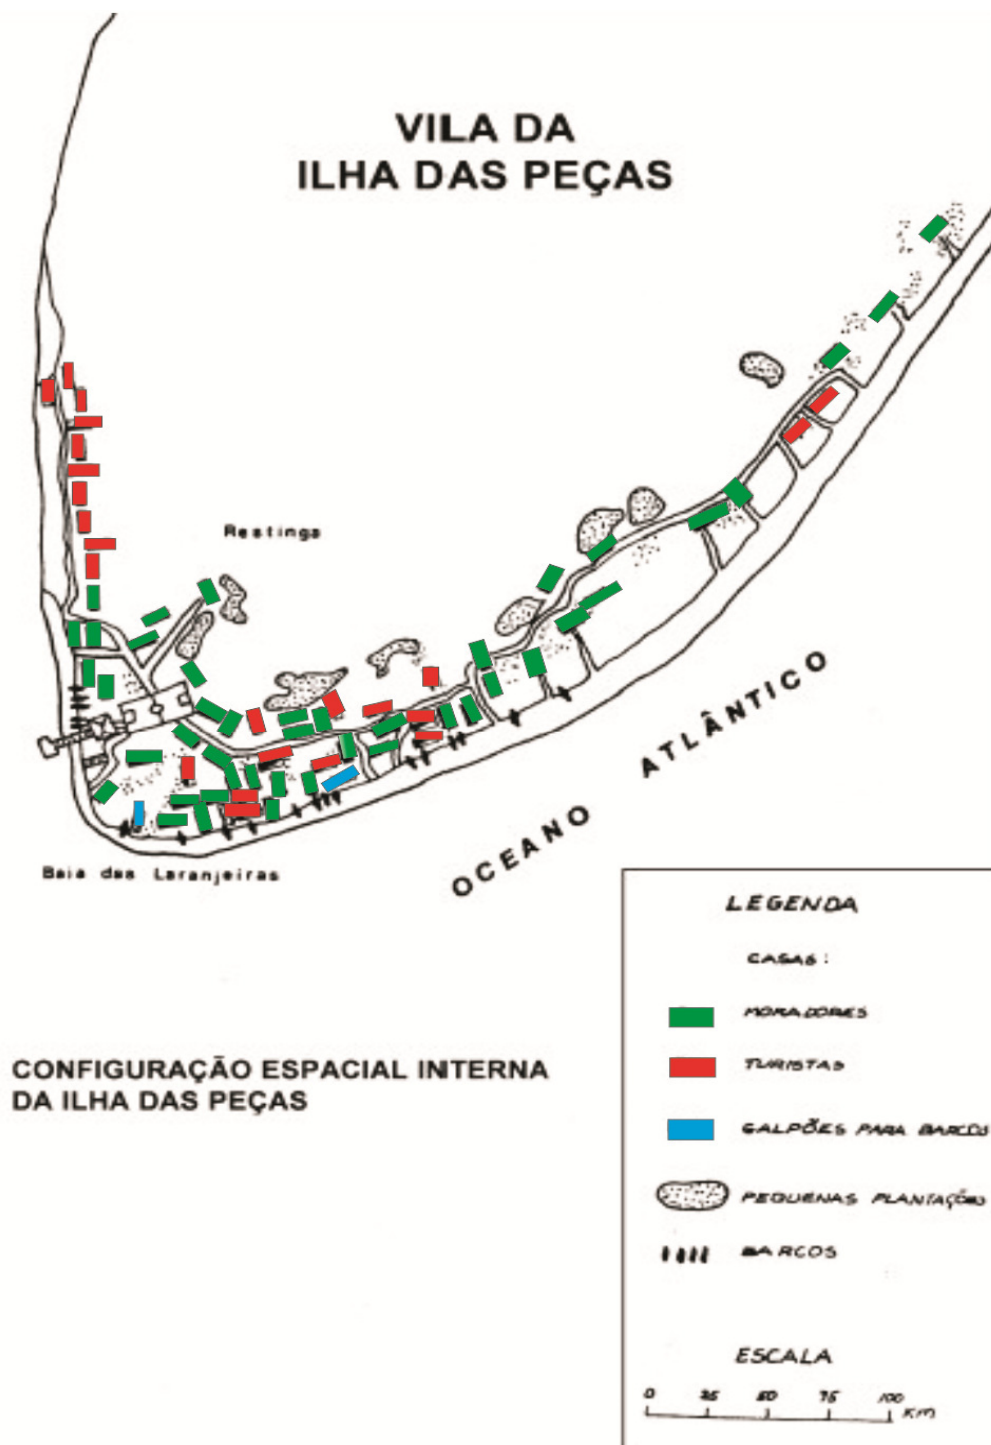 VILA DA
ILHA DAS PEÇAS
Restinga
OCEANO ATLÂNTICO
Baia das Laranjeiras
CONFIGURAÇÃO ESPACIAL INTERNA
DA ILHA DAS PEÇAS
LEGENDA
CASAS:
MORADORES
TURISTAS
GALPÕES PARA BARCOS
PEQUENAS PLANTAÇÕES
BARCOS
ESCALA
0 25 50 75 100
KM